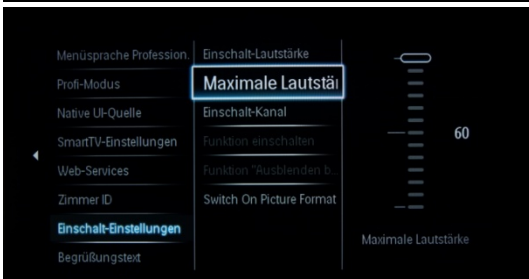 Menüsprache Profession.
Profi-Modus
Native UI-Quelle
SmartTV-Einstellungen
Web-Services
Zimmer ID
Einschalt-Einstellungen
Begrüßungstext
Einschalt-Lautstärke
Maximale Lautstäi
Einschalt-Kanal
Funktion einschalten
Funktion "Ausblenden b..
Switch On Picture Format
60
Maximale Lautstärke